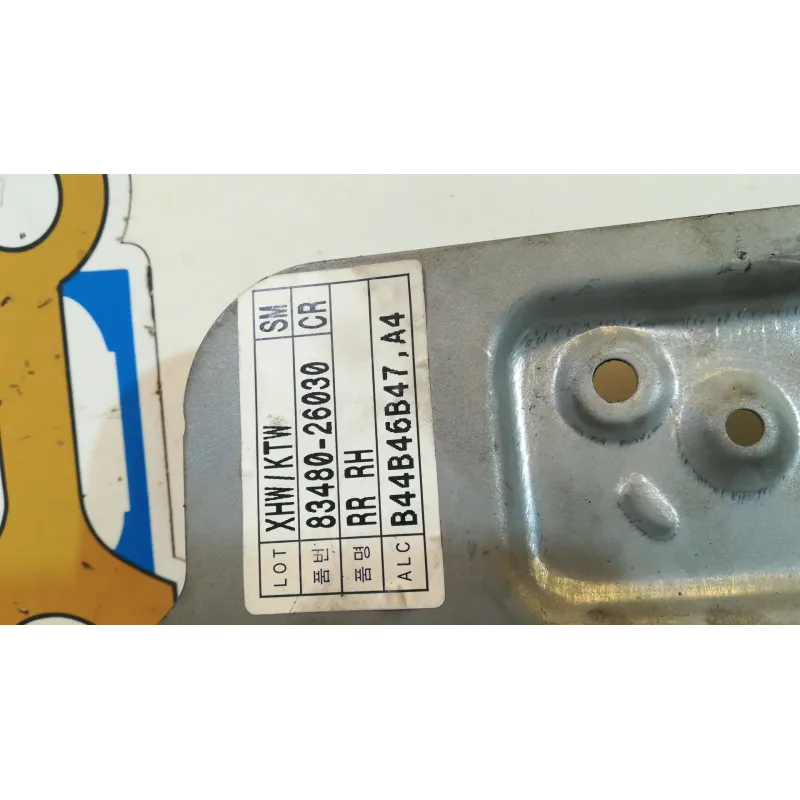 LOT XHW/KTW SM
품번 83480-26030 CR
품명 RR RH
ALC B44B46B47,A4